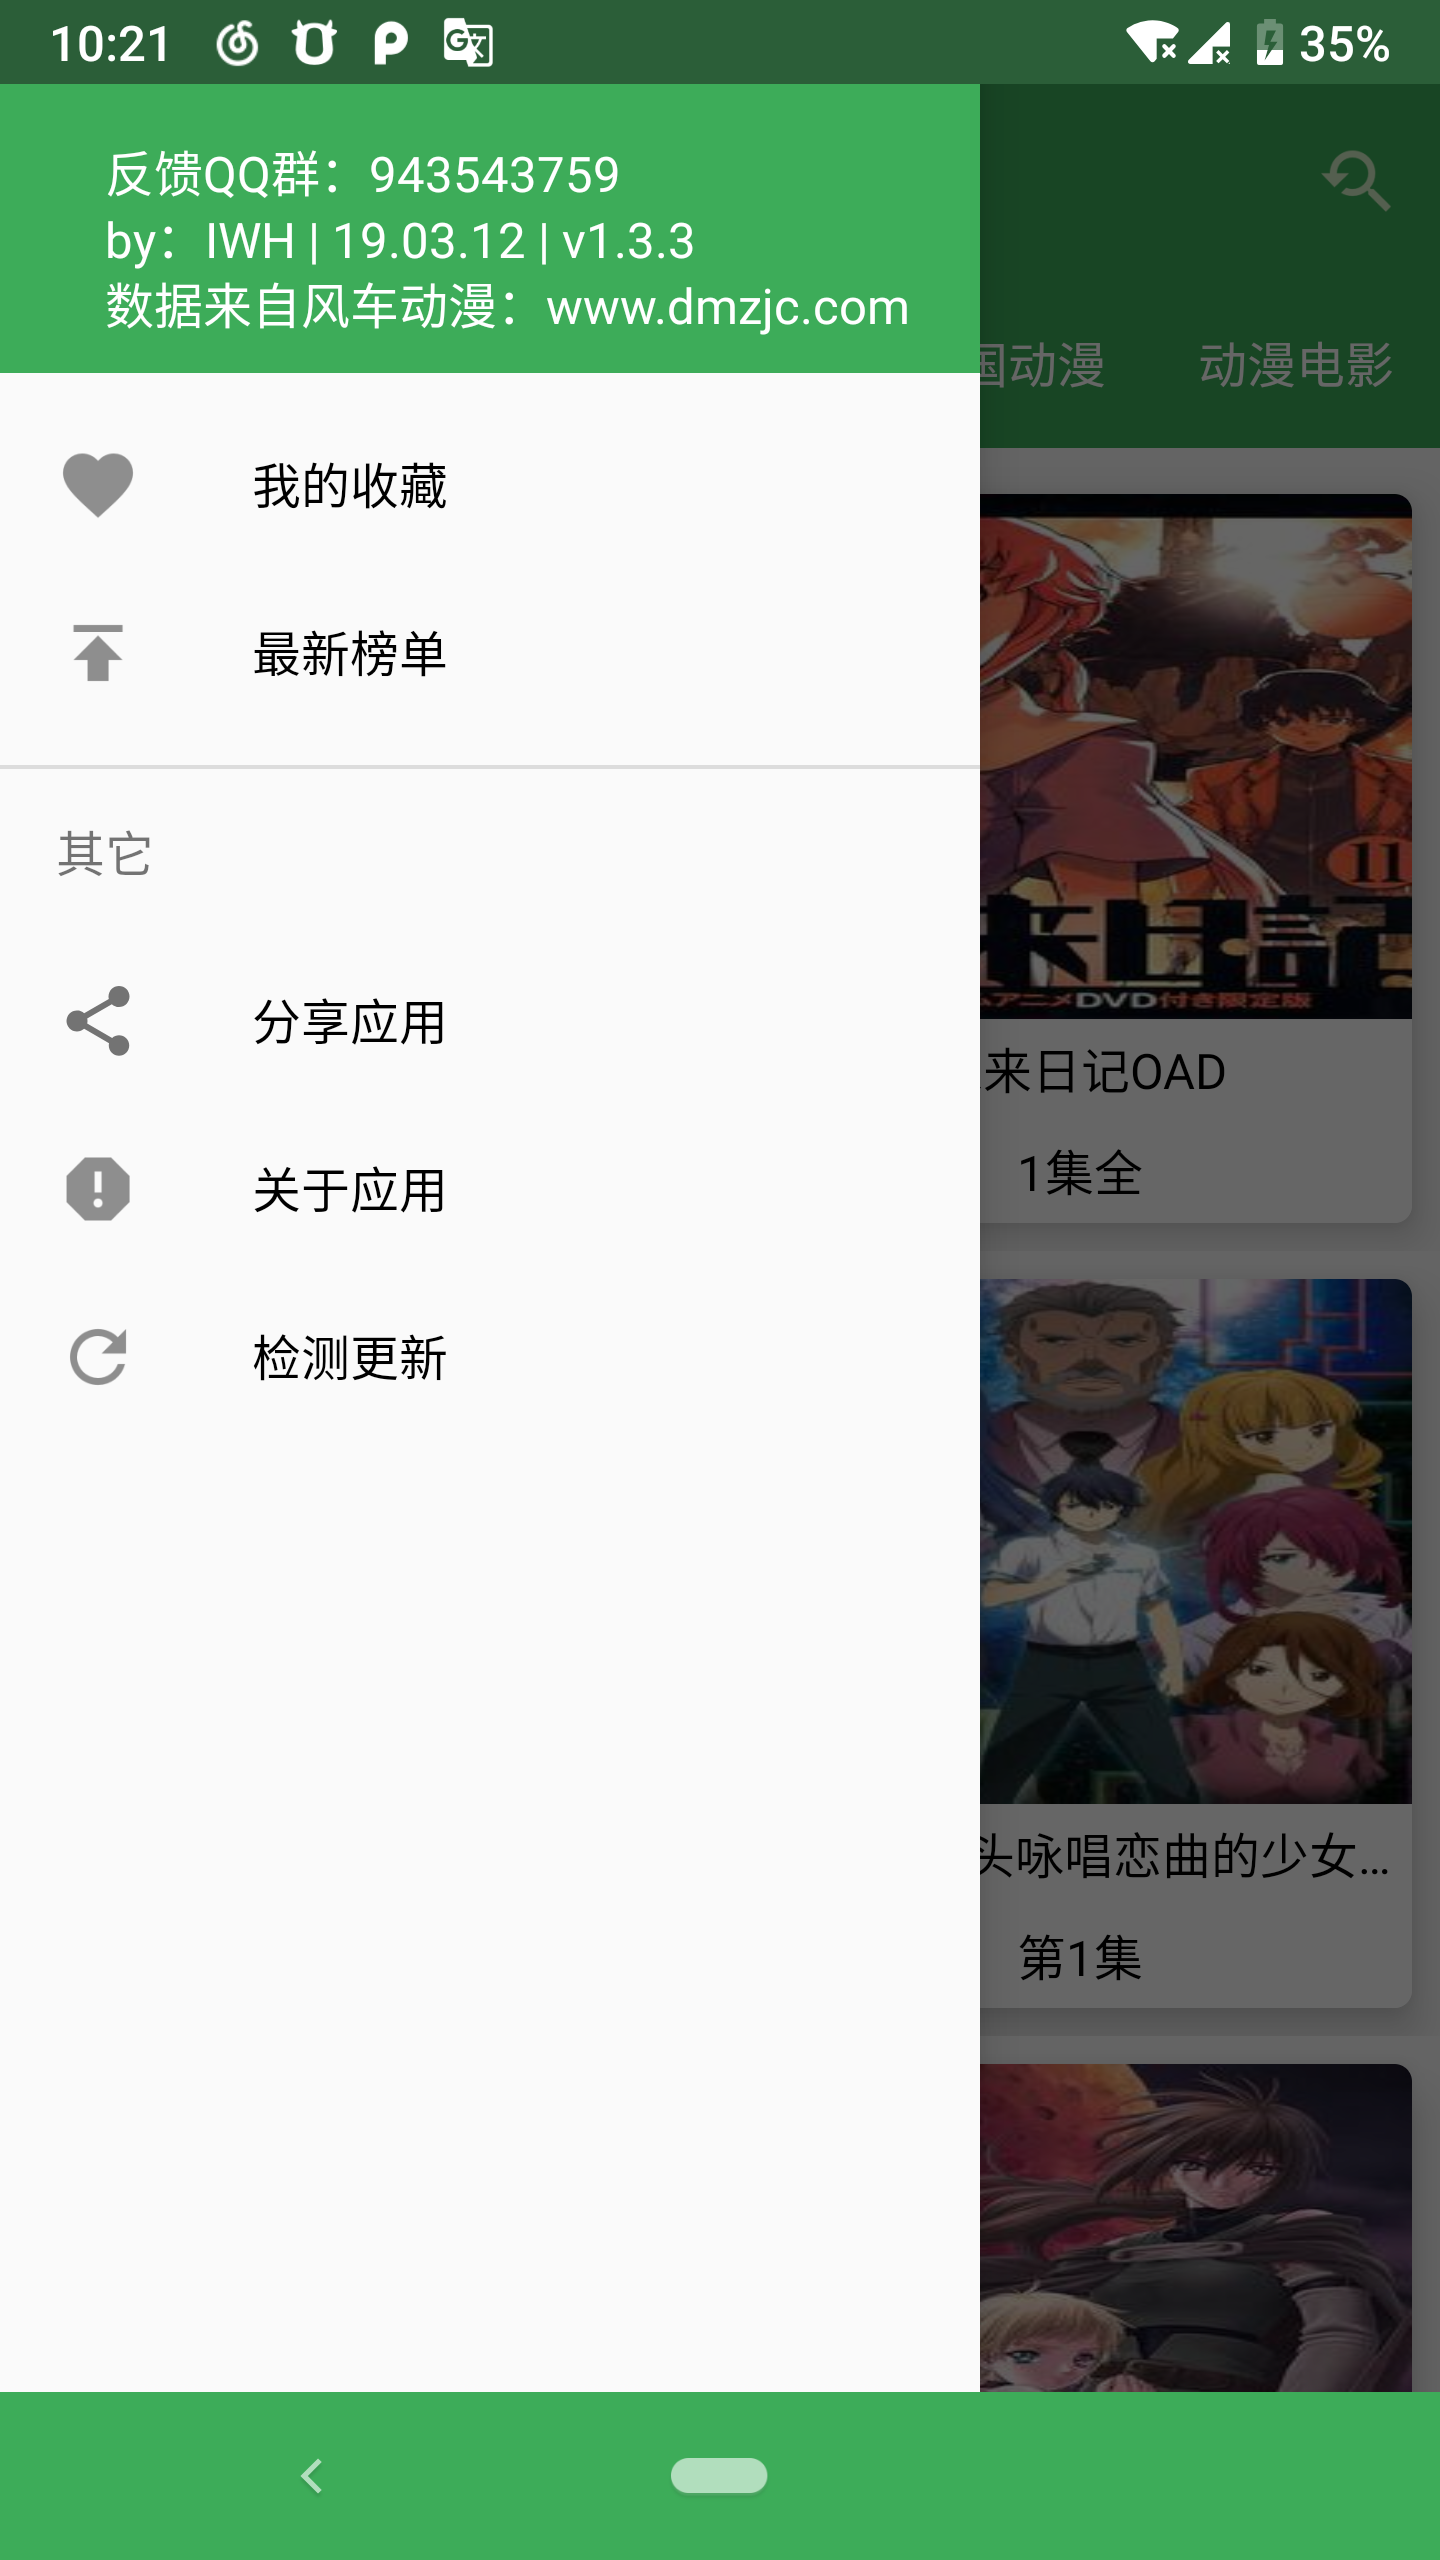 10:21
35%
反馈QQ群：943543759
by：IWH | 19.03.12 | v1.3.3
数据来自风车动漫：www.dmzjc.com
国动漫
动漫电影
我的收藏
最新榜单
其它
分享应用
关于应用
检测更新
11
来日記
アニメDVD付き限定版
来日记OAD
1集全
头咏唱恋曲的少女...
第1集